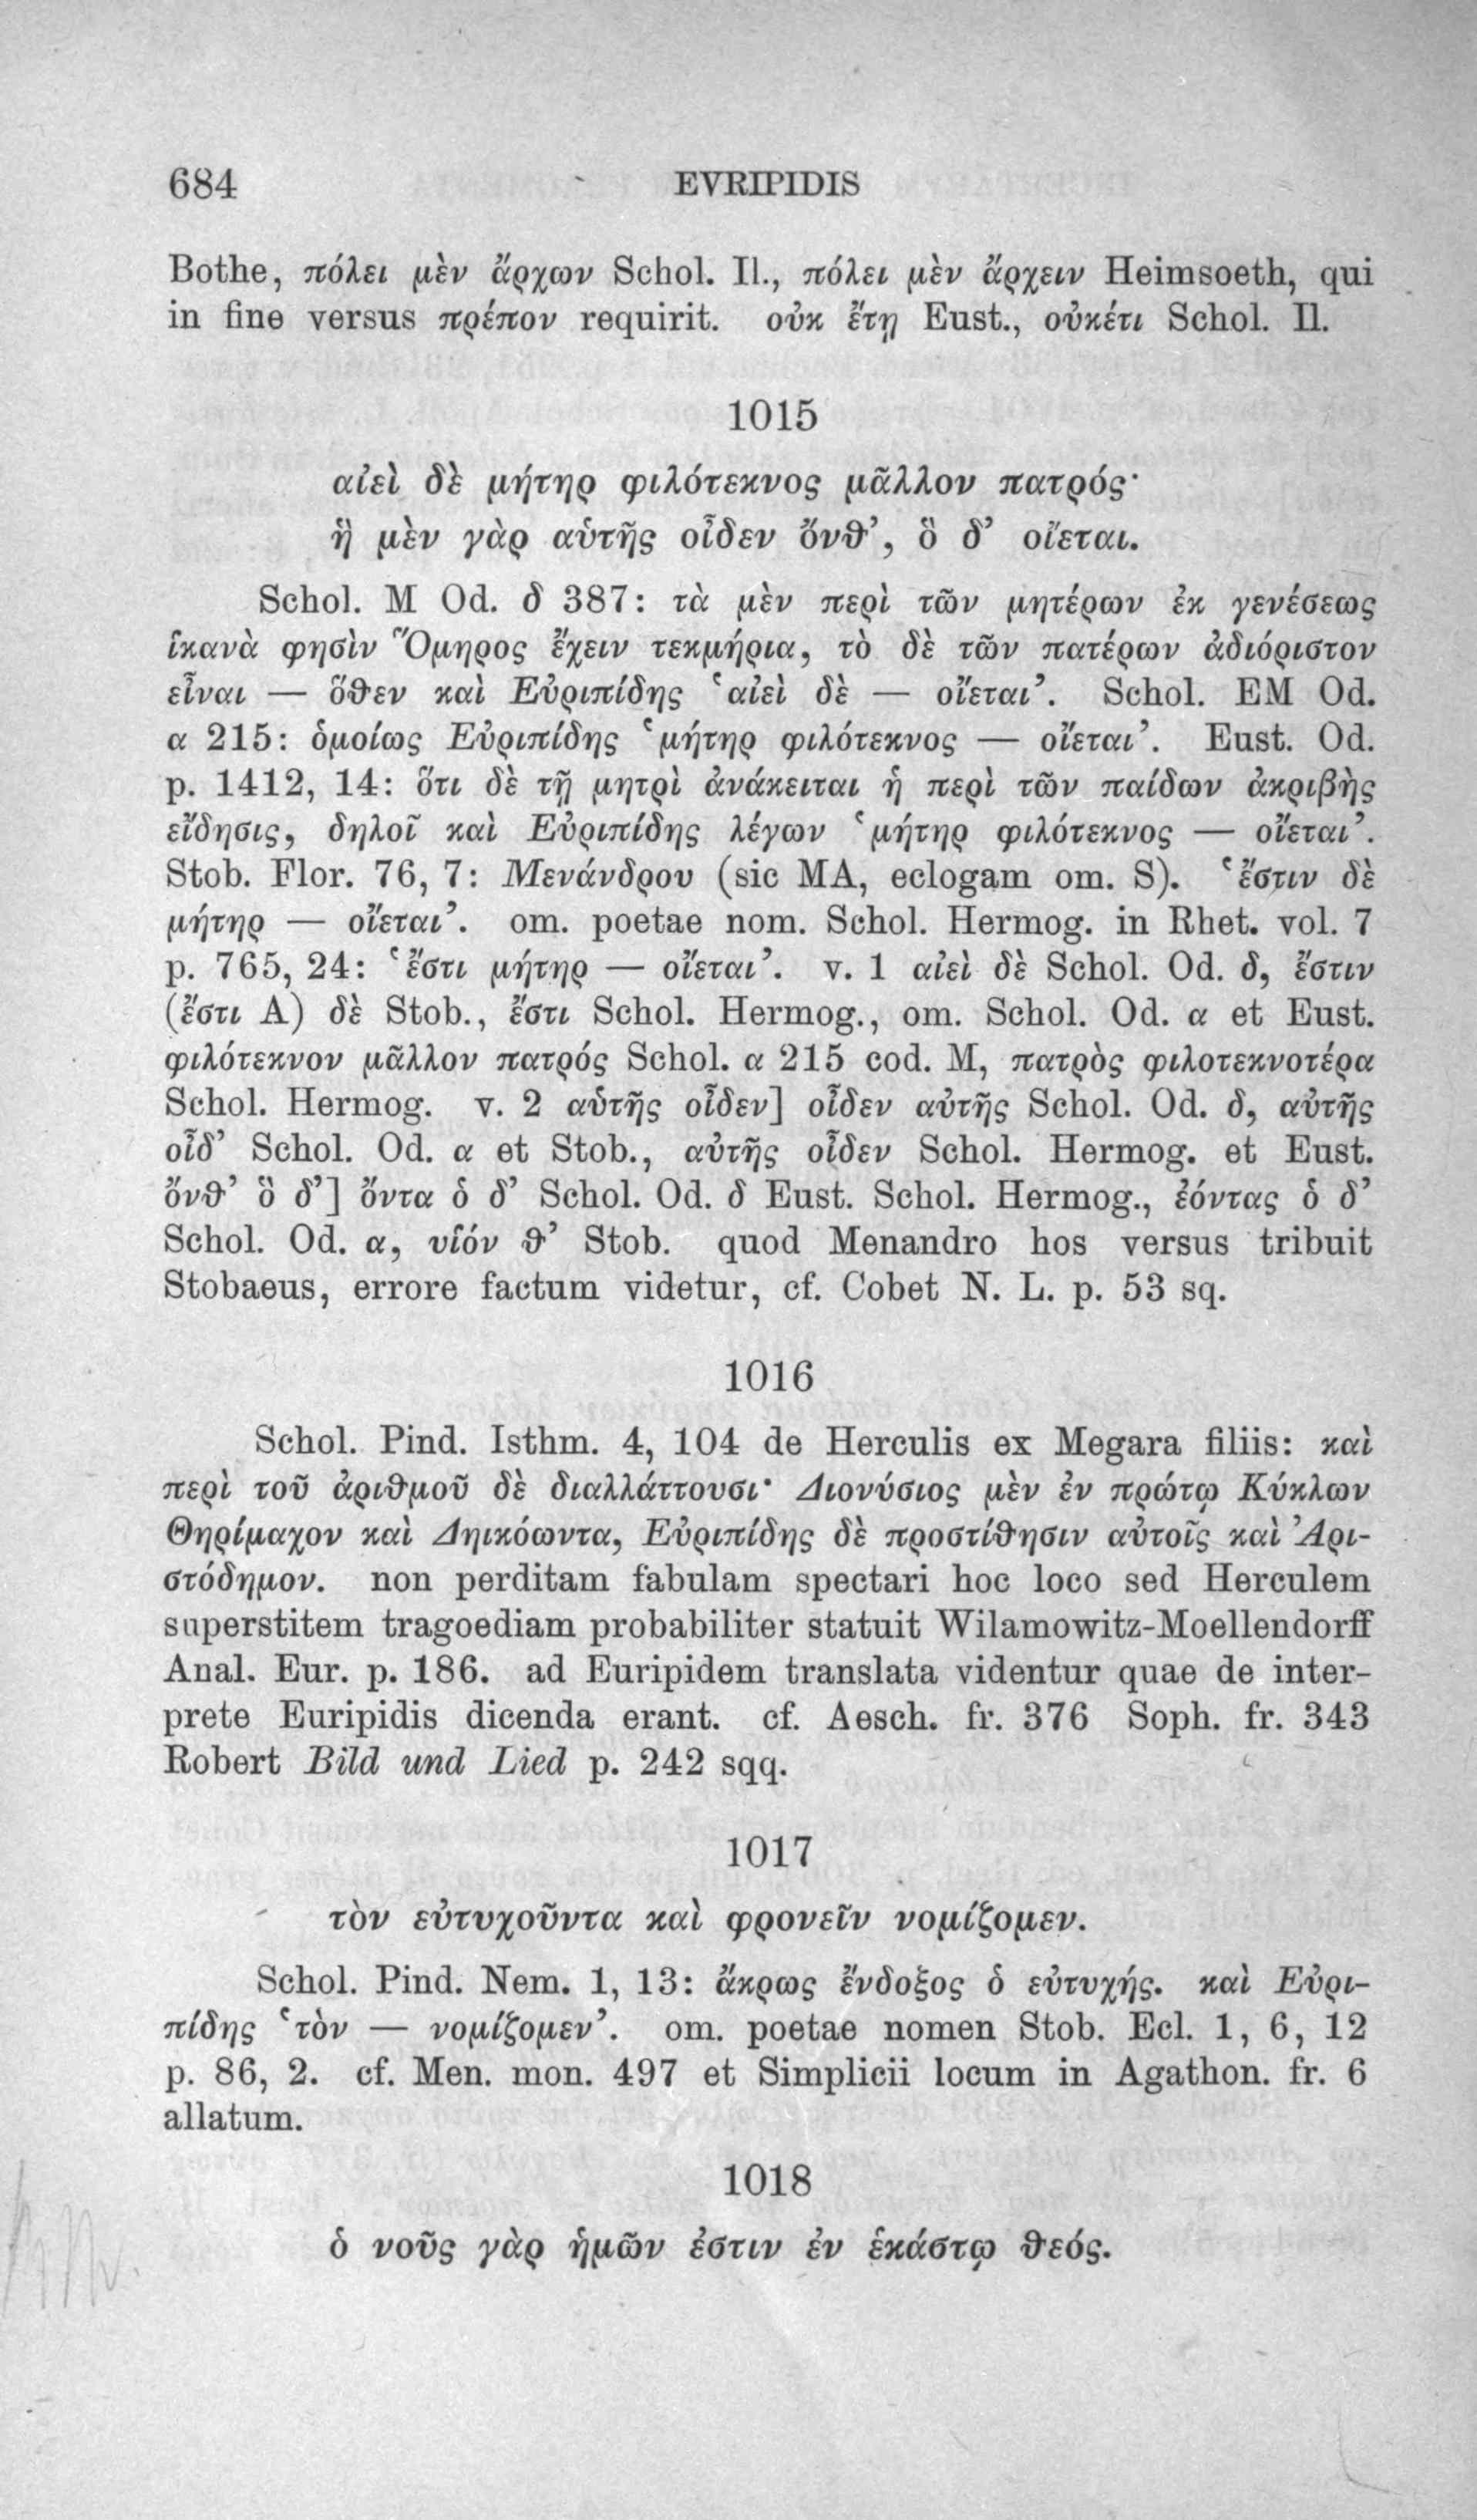 684
EVRIPIDIS
Bothe, πόλει μὲν ἄρχων Schol. Il., πόλει μὲν ἄρχειν Heimsoeth, qui
in fine versus πρέπον requirit. οὐκ ἔτῃ Eust., οὐκέτι Schol. Il.
1015
αἰεὶ δὲ μήτηρ φιλότεκνος μᾶλλον πατρός·
ἣ μὲν γὰρ αὑτῆς οἶδεν ὄνθ’, ὃ δ’ οἴεται.
Schol. M Od. δ 387: τὰ μὲν περὶ τῶν μητέρων ἐκ γενέσεως
ἱκανὰ φησὶν Ὅμηρος ἔχειν τεκμήρια, τὸ δὲ τῶν πατέρων ἀδιόριστον
εἶναι — ὅθεν καὶ Εὐριπίδης ‘αἰεὶ δὲ — οἴεται’. Schol. EM Od.
α 215: ὁμοίως Εὐριπίδης ‘μήτηρ φιλότεκνος — οἴεται’. Eust. Od.
p. 1412, 14: ὅτι δὲ τῇ μητρὶ ἀνάκειται ἡ περὶ τῶν παίδων ἀκριβὴς
εἴδησις, δηλοῖ καὶ Εὐριπίδης λέγων ‘μήτηρ φιλότεκνος — οἴεται’.
Stob. Flor. 76, 7: Μενάνδρου (sic MA, eclogam om. S). ‘ἔστιν δὲ
μήτηρ — οἴεται’. om. poetae nom. Schol. Hermog. in Rhet. vol. 7
p. 765, 24: ‘ἔστι μήτηρ — οἴεται’. v. 1 αἰεὶ δὲ Schol. Od. δ, ἔστιν
(ἔστι A) δὲ Stob., ἔστι Schol. Hermog., om. Schol. Od. α et Eust.
φιλότεκνον μᾶλλον πατρός Schol. α 215 cod. M, πατρὸς φιλοτεκνοτέρα
Schol. Hermog. v. 2 αὑτῆς οἶδεν] οἶδεν αὐτῆς Schol. Od. δ, αὐτῆς
οἶδ’ Schol. Od. α et Stob., αὐτῆς οἶδεν Schol. Hermog. et Eust.
ὄνθ’ ὃ δ’] ὄντα ὁ δ’ Schol. Od. δ Eust. Schol. Hermog., ἐόντας ὁ δ’
Schol. Od. α, υἱόν θ’ Stob. quod Menandro hos versus tribuit
Stobaeus, errore factum videtur, cf. Cobet N. L. p. 53 sq.
1016
Schol. Pind. Isthm. 4, 104 de Herculis ex Megara filiis: καὶ
περὶ τοῦ ἀριθμοῦ δὲ διαλλάττουσι· Διονύσιος μὲν ἐν πρώτῳ Κύκλων
Θηρίμαχον καὶ Δηικόωντα, Εὐριπίδης δὲ προστίθησιν αὐτοῖς καὶ Ἀρι-
στόδημον. non perditam fabulam spectari hoc loco sed Herculem
superstitem tragoediam probabiliter statuit Wilamowitz-Moellendorff
Anal. Eur. p. 186. ad Euripidem translata videntur quae de inter-
prete Euripidis dicenda erant. cf. Aesch. fr. 376 Soph. fr. 343
Robert Bild und Lied p. 242 sqq.
1017
τὸν εὐτυχοῦντα καὶ φρονεῖν νομίζομεν.
Schol. Pind. Nem. 1, 13: ἄκρως ἔνδοξος ὁ εὐτυχής. καὶ Εὐρι-
πίδης ‘τὸν — νομίζομεν’. om. poetae nomen Stob. Ecl. 1, 6, 12
p. 86, 2. cf. Men. mon. 497 et Simplicii locum in Agathon. fr. 6
allatum.
1018
ὁ νοῦς γὰρ ἡμῶν ἐστιν ἐν ἑκάστῳ θεός.